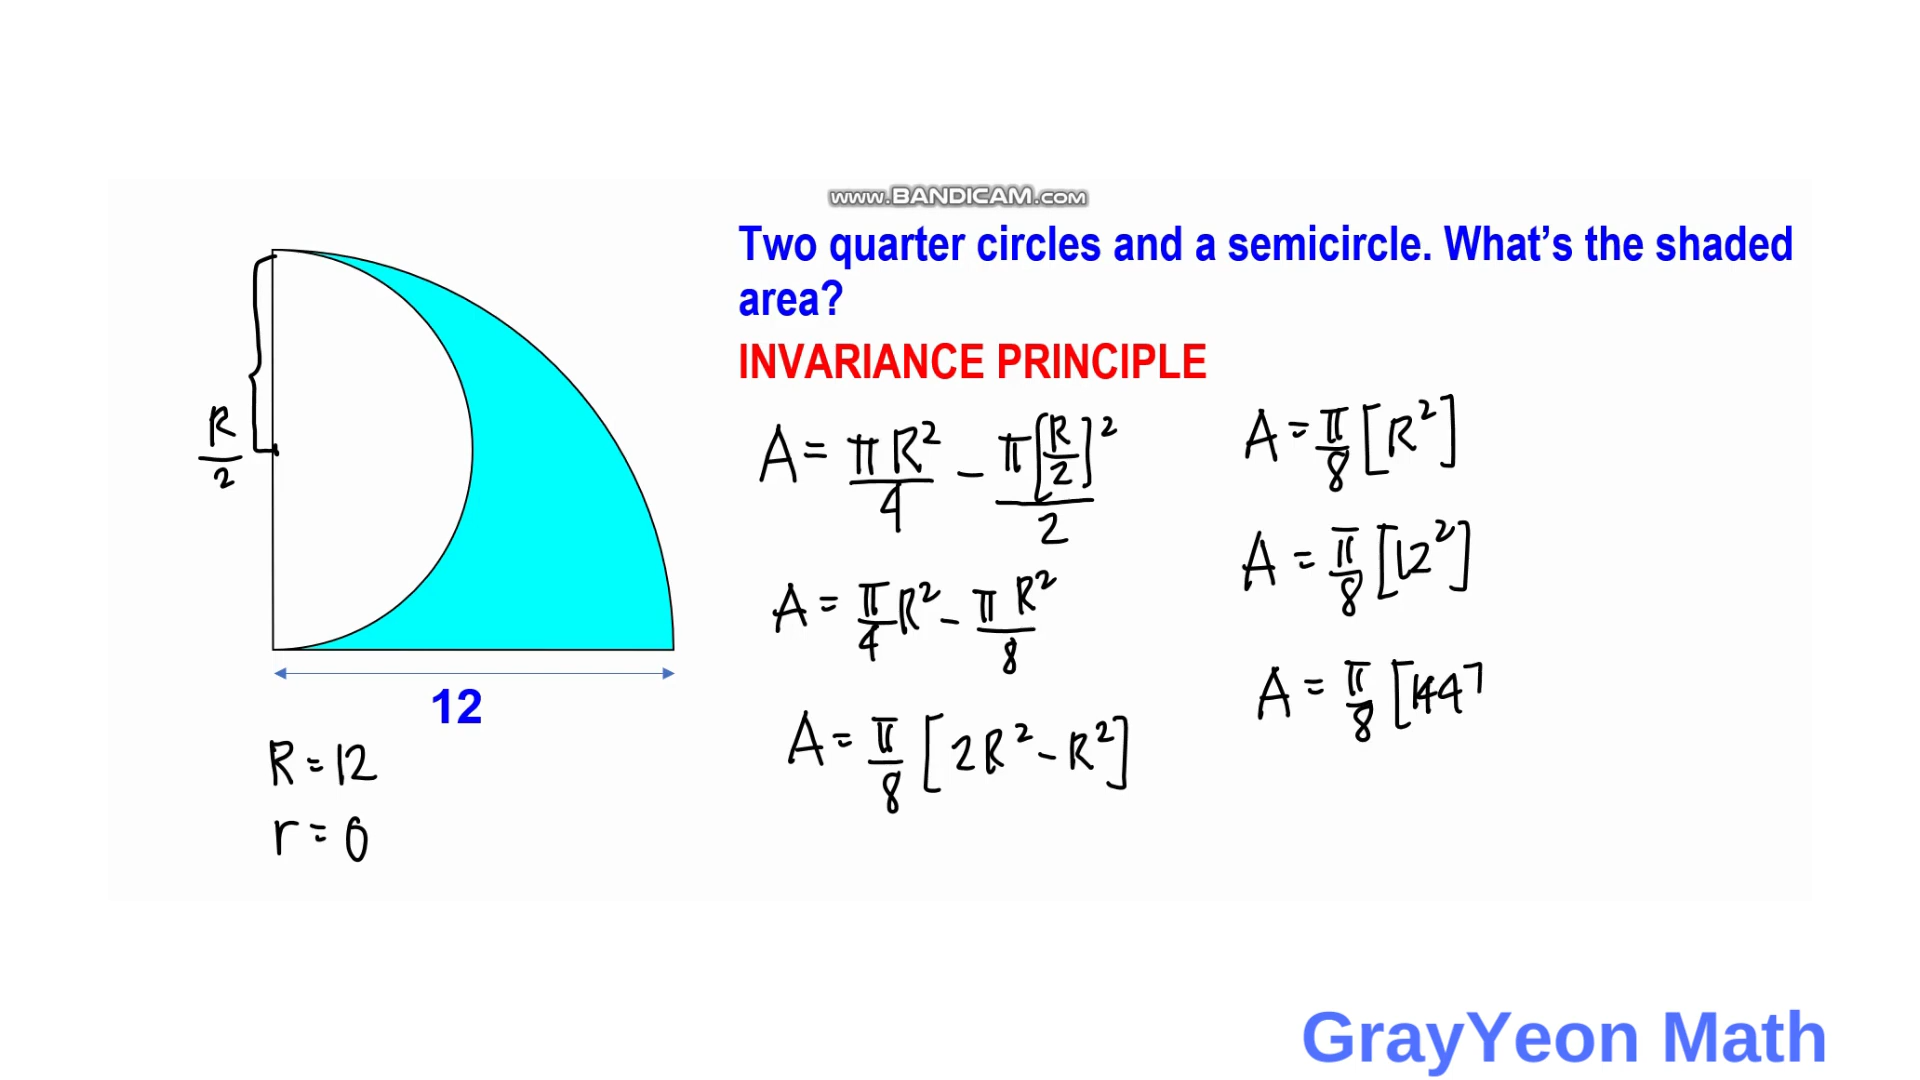 www.BANDICAM.com
Two quarter circles and a semicircle. What's the shaded
area?
INVARIANCE PRINCIPLE
R/2
12
R = 12
r = 0
A = πR²/4 - π[R/2]²/2
A = π/4 R² - π R²/8
A = π/8 [2R² - R²]
A = π/8 [R²]
A = π/8 [12²]
A = π/8 [144
GrayYeon Math